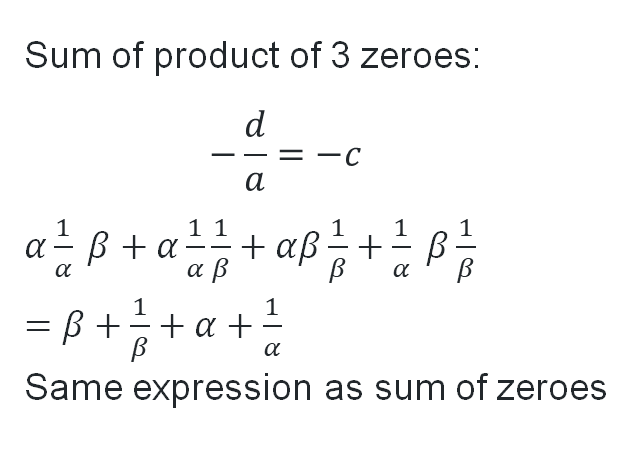 Sum of product of 3 zeroes:
−d/a = −c
α 1/α β + α 1/α 1/β + αβ 1/β + 1/α β 1/β
= β + 1/β + α + 1/α
Same expression as sum of zeroes